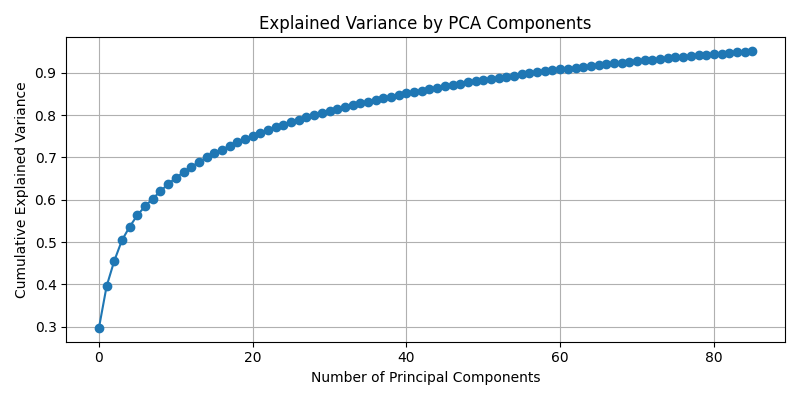 Explained Variance by PCA Components
Cumulative Explained Variance
0.9
0.8
0.7
0.6
0.5
0.4
0.3
0 20 40 60 80
Number of Principal Components